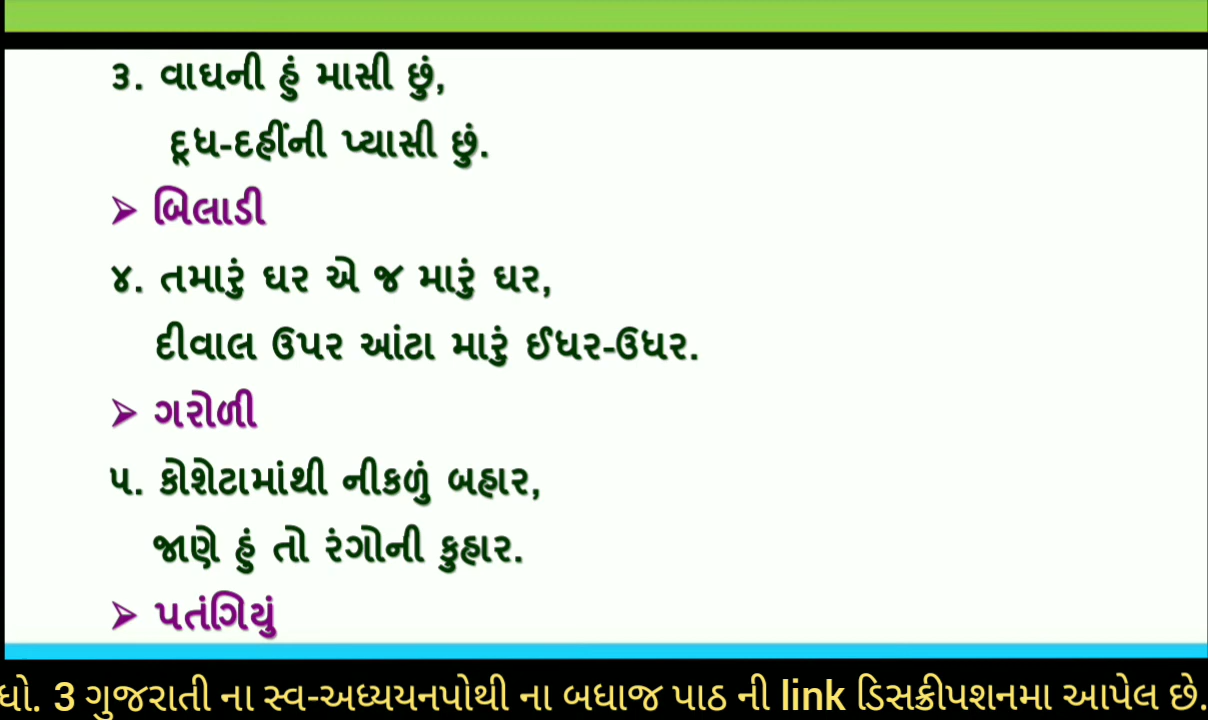 ૩. વાઘની હું માસી છું,
દૂધ-દહીંની પ્યાસી છું.
➢ બિલાડી
૪. તમારું ઘર એ જ મારું ઘર,
દીવાલ ઉપર આંટા મારું ઈધર-ઉધર.
➢ ગરોળી
૫. કોશેટામાંથી નીકળું બહાર,
જાણે હું તો રંગોની કુહાર.
➢ પતંગિયું
ધો. 3 ગુજરાતી ના સ્વ-અધ્યયનપોથી ના બધાજ પાઠ ની link ડિસક્રીપશનમા આપેલ છે.